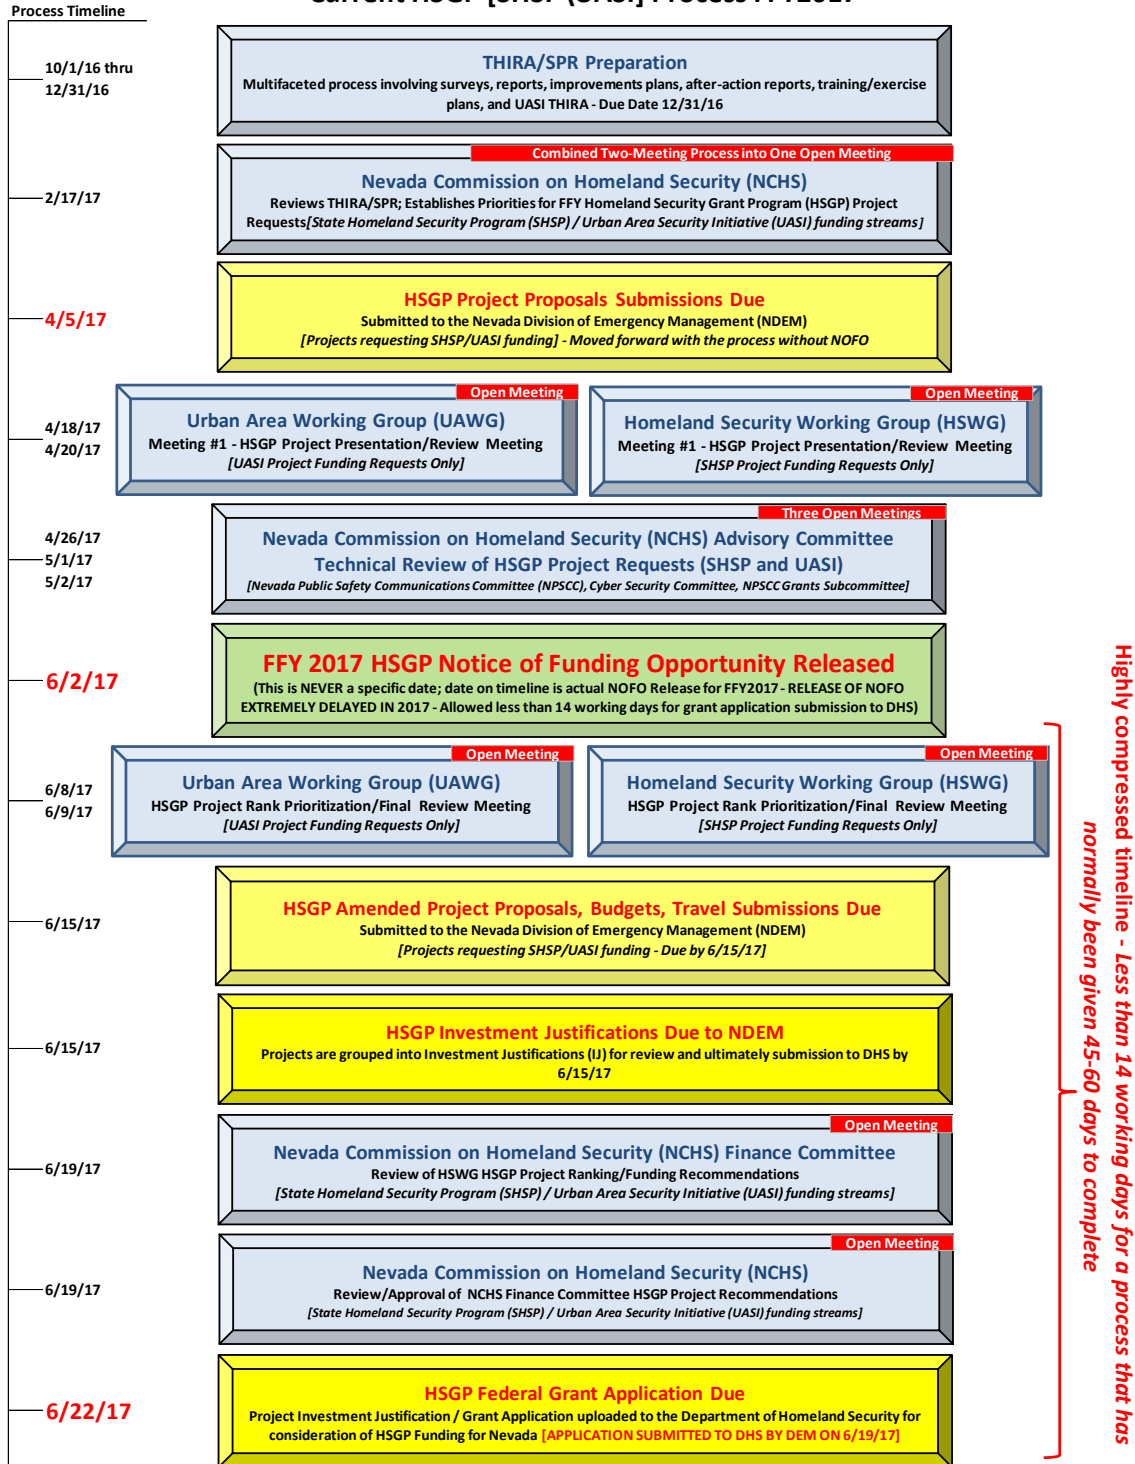 Current HSGP [SHSP \(UASI] Process FFY2017
Process Timeline
10/1/16 thru
12/31/16
THIRA/SPR Preparation
Multifaceted process involving surveys, reports, improvements plans, after-action reports, training/exercise
plans, and UASI THIRA - Due Date 12/31/16
2/17/17
Combined Two-Meeting Process into One Open Meeting
Nevada Commission on Homeland Security (NCHS)
Reviews THIRA/SPR; Establishes Priorities for FFY Homeland Security Grant Program (HSGP) Project
Requests[State Homeland Security Program (SHSP) / Urban Area Security Initiative (UASI) funding streams]
4/5/17
HSGP Project Proposals Submissions Due
Submitted to the Nevada Division of Emergency Management (NDEM)
[Projects requesting SHSP/UASI funding] - Moved forward with the process without NOFO
4/18/17
4/20/17
Open Meeting
Urban Area Working Group (UAWG)
Meeting #1 - HSGP Project Presentation/Review Meeting
[UASI Project Funding Requests Only]
Open Meeting
Homeland Security Working Group (HSWG)
Meeting #1 - HSGP Project Presentation/Review Meeting
[SHSP Project Funding Requests Only]
4/26/17
5/1/17
5/2/17
Three Open Meetings
Nevada Commission on Homeland Security (NCHS) Advisory Committee
Technical Review of HSGP Project Requests (SHSP and UASI)
[Nevada Public Safety Communications Committee (NPSCC), Cyber Security Committee, NPSCC Grants Subcommittee]
6/2/17
FFY 2017 HSGP Notice of Funding Opportunity Released
(This is NEVER a specific date; date on timeline is actual NOFO Release for FFY2017 - RELEASE OF NOFO
EXTREMELY DELAYED IN 2017 - Allowed less than 14 working days for grant application submission to DHS)
6/8/17
6/9/17
Open Meeting
Urban Area Working Group (UAWG)
HSGP Project Rank Prioritization/Final Review Meeting
[UASI Project Funding Requests Only]
Open Meeting
Homeland Security Working Group (HSWG)
HSGP Project Rank Prioritization/Final Review Meeting
[SHSP Project Funding Requests Only]
6/15/17
HSGP Amended Project Proposals, Budgets, Travel Submissions Due
Submitted to the Nevada Division of Emergency Management (NDEM)
[Projects requesting SHSP/UASI funding - Due by 6/15/17]
6/15/17
HSGP Investment Justifications Due to NDEM
Projects are grouped into Investment Justifications (IJ) for review and ultimately submission to DHS by
6/15/17
6/19/17
Open Meeting
Nevada Commission on Homeland Security (NCHS) Finance Committee
Review of HSWG HSGP Project Ranking/Funding Recommendations
[State Homeland Security Program (SHSP) / Urban Area Security Initiative (UASI) funding streams]
6/19/17
Open Meeting
Nevada Commission on Homeland Security (NCHS)
Review/Approval of NCHS Finance Committee HSGP Project Recommendations
[State Homeland Security Program (SHSP) / Urban Area Security Initiative (UASI) funding streams]
6/22/17
HSGP Federal Grant Application Due
Project Investment Justification / Grant Application uploaded to the Department of Homeland Security for
consideration of HSGP Funding for Nevada [APPLICATION SUBMITTED TO DHS BY DEM ON 6/19/17]
Highly compressed timeline - Less than 14 working days for a process that has
normally been given 45-60 days to complete